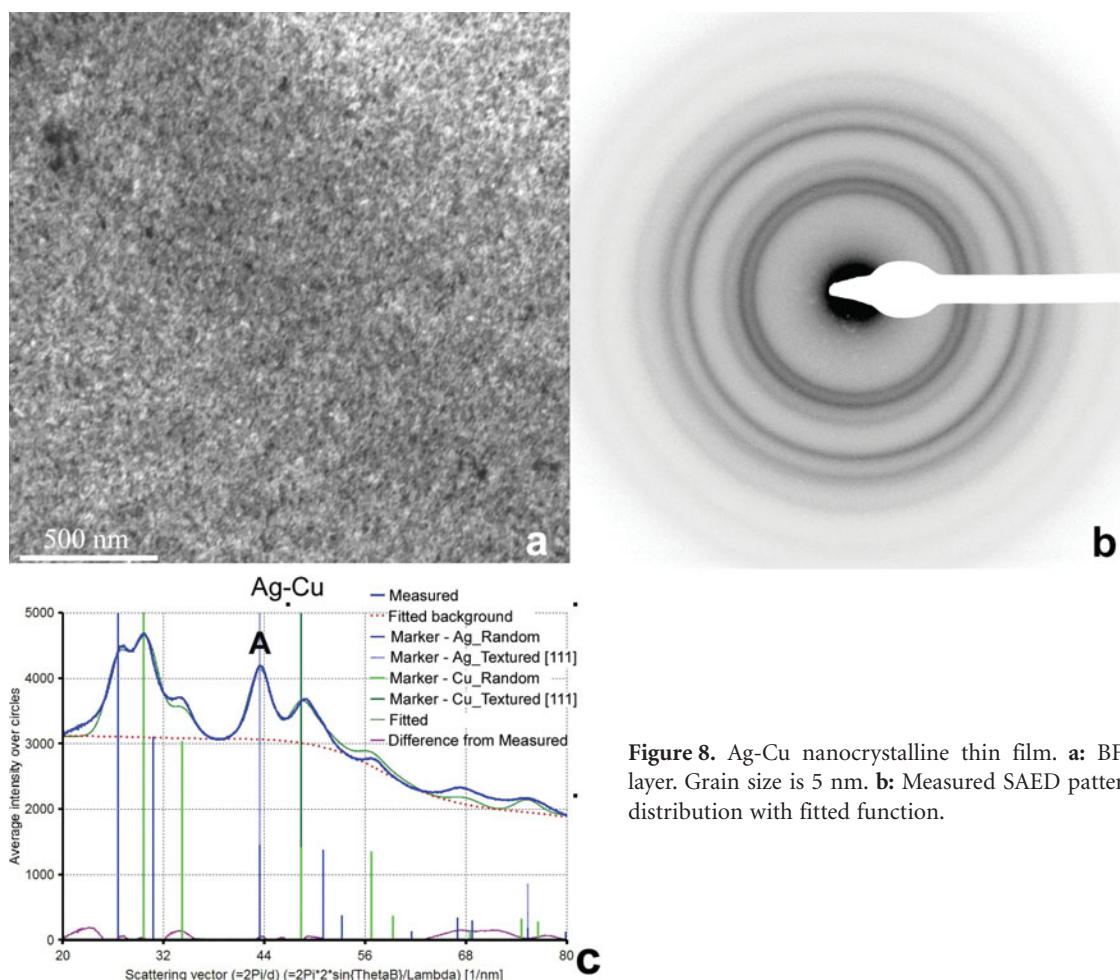 500 nm
a
b
Ag-Cu
A
Measured
Fitted background
Marker - Ag_Random
Marker - Ag_Textured [111]
Marker - Cu_Random
Marker - Cu_Textured [111]
Fitted
Difference from Measured
Average intensity over circles
5000
4000
3000
2000
1000
0
20 32 44 56 68 80
Scattering vector (=2Pi/d) (=2Pi*2*sin{ThetaB}/Lambda) [1/nm]
c
Figure 8. Ag-Cu nanocrystalline thin film. a: BF
layer. Grain size is 5 nm. b: Measured SAED patter
distribution with fitted function.